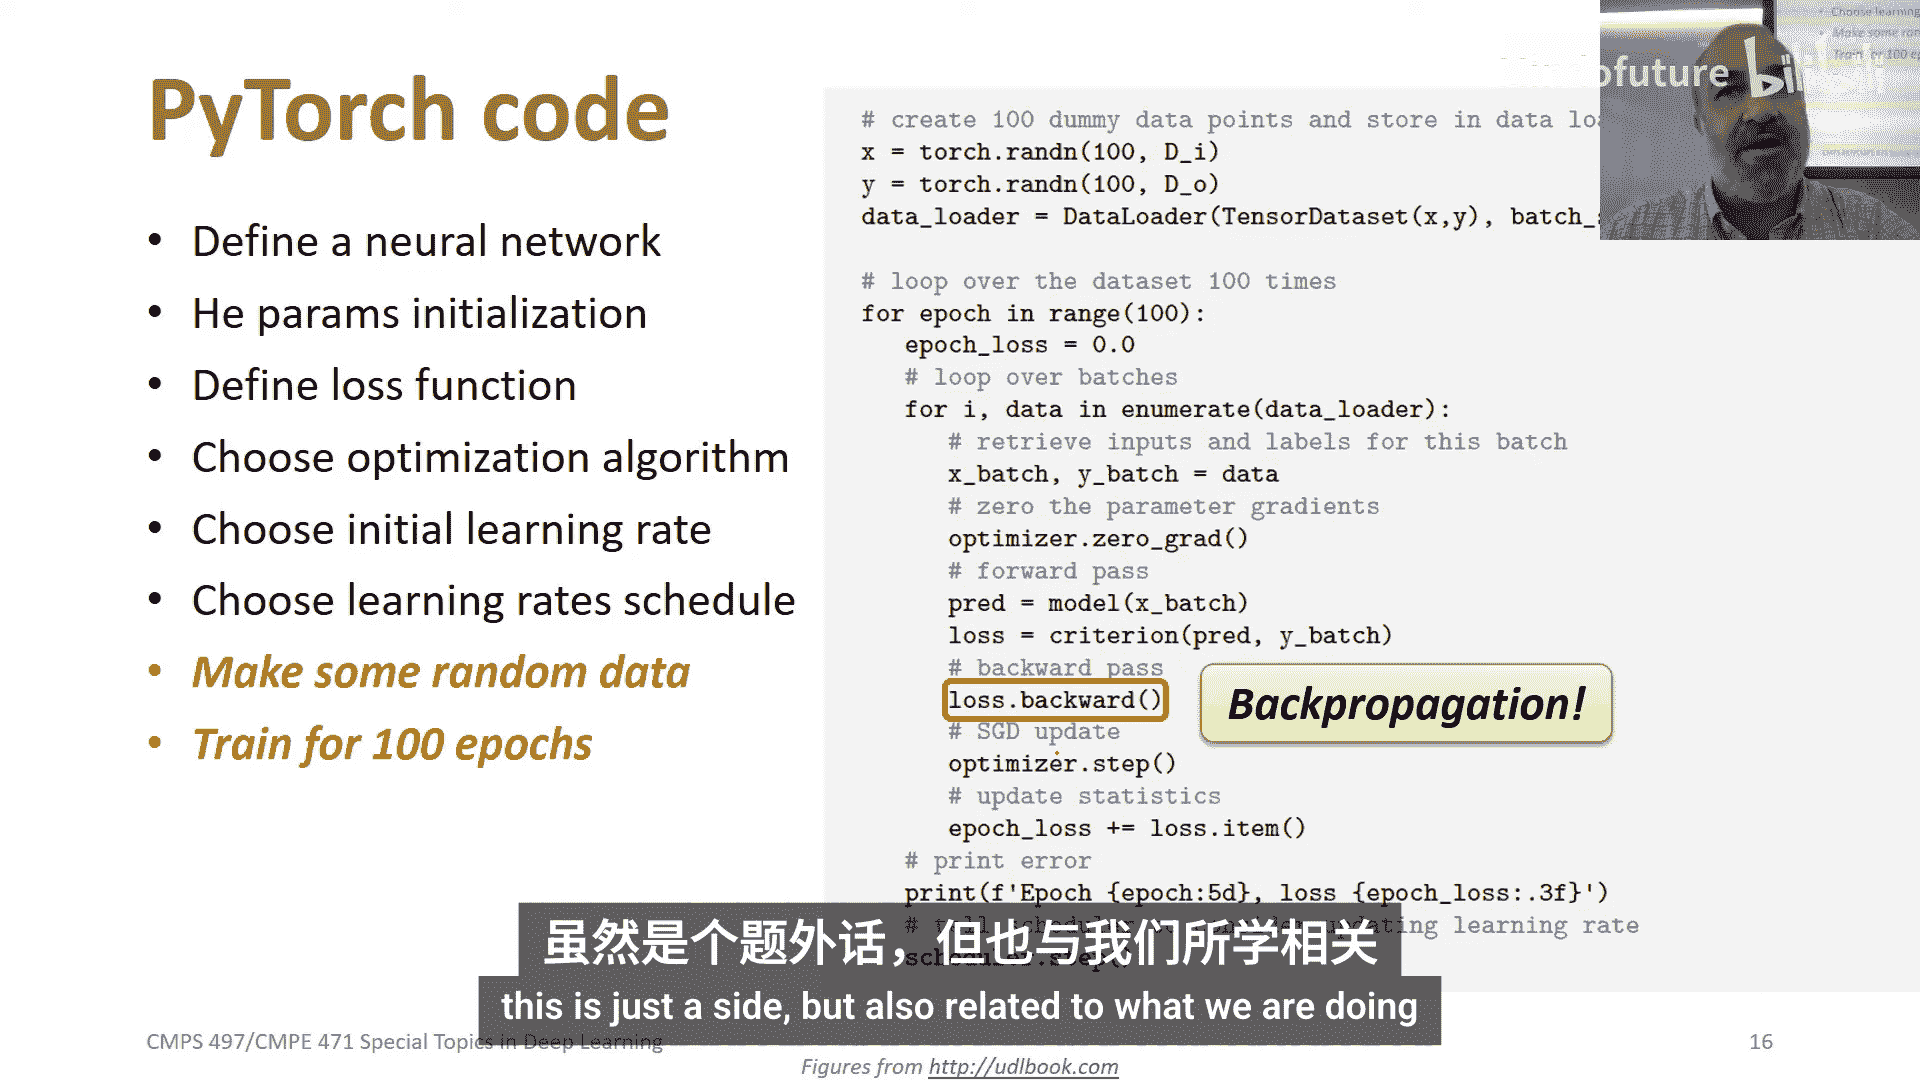 PyTorch code
• Define a neural network
• He params initialization
• Define loss function
• Choose optimization algorithm
• Choose initial learning rate
• Choose learning rates schedule
• Make some random data
• Train for 100 epochs
# create 100 dummy data points and store in data
x = torch.randn(100, D_i)
y = torch.randn(100, D_o)
data_loader = DataLoader(TensorDataset(x,y),
# loop over the dataset 100 times
for epoch in range(100):
epoch_loss = 0.0
# loop over batches
for i, data in enumerate(data_loader):
# retrieve inputs and labels for this batch
x_batch, y_batch = data
# zero the parameter gradients
optimizer.zero_grad()
# forward pass
pred = model(x_batch)
loss = criterion(pred, y_batch)
# backward pass
loss.backward()
Backpropagation!
# SGD update
optimizer.step()
# update statistics
epoch_loss += loss.item()
# print error
print(f'Epoch {epoch:5d}, loss {epoch_loss:.3f}')
# tell scheduler to consider updating learning rate
scheduler.step()
虽然是个题外话，但也与我们所学相关
this is just a side, but also related to what we are doing
CMPS 497/CMPE 471 Special Topics in Deep Learning
Figures from http://udlbook.com
16